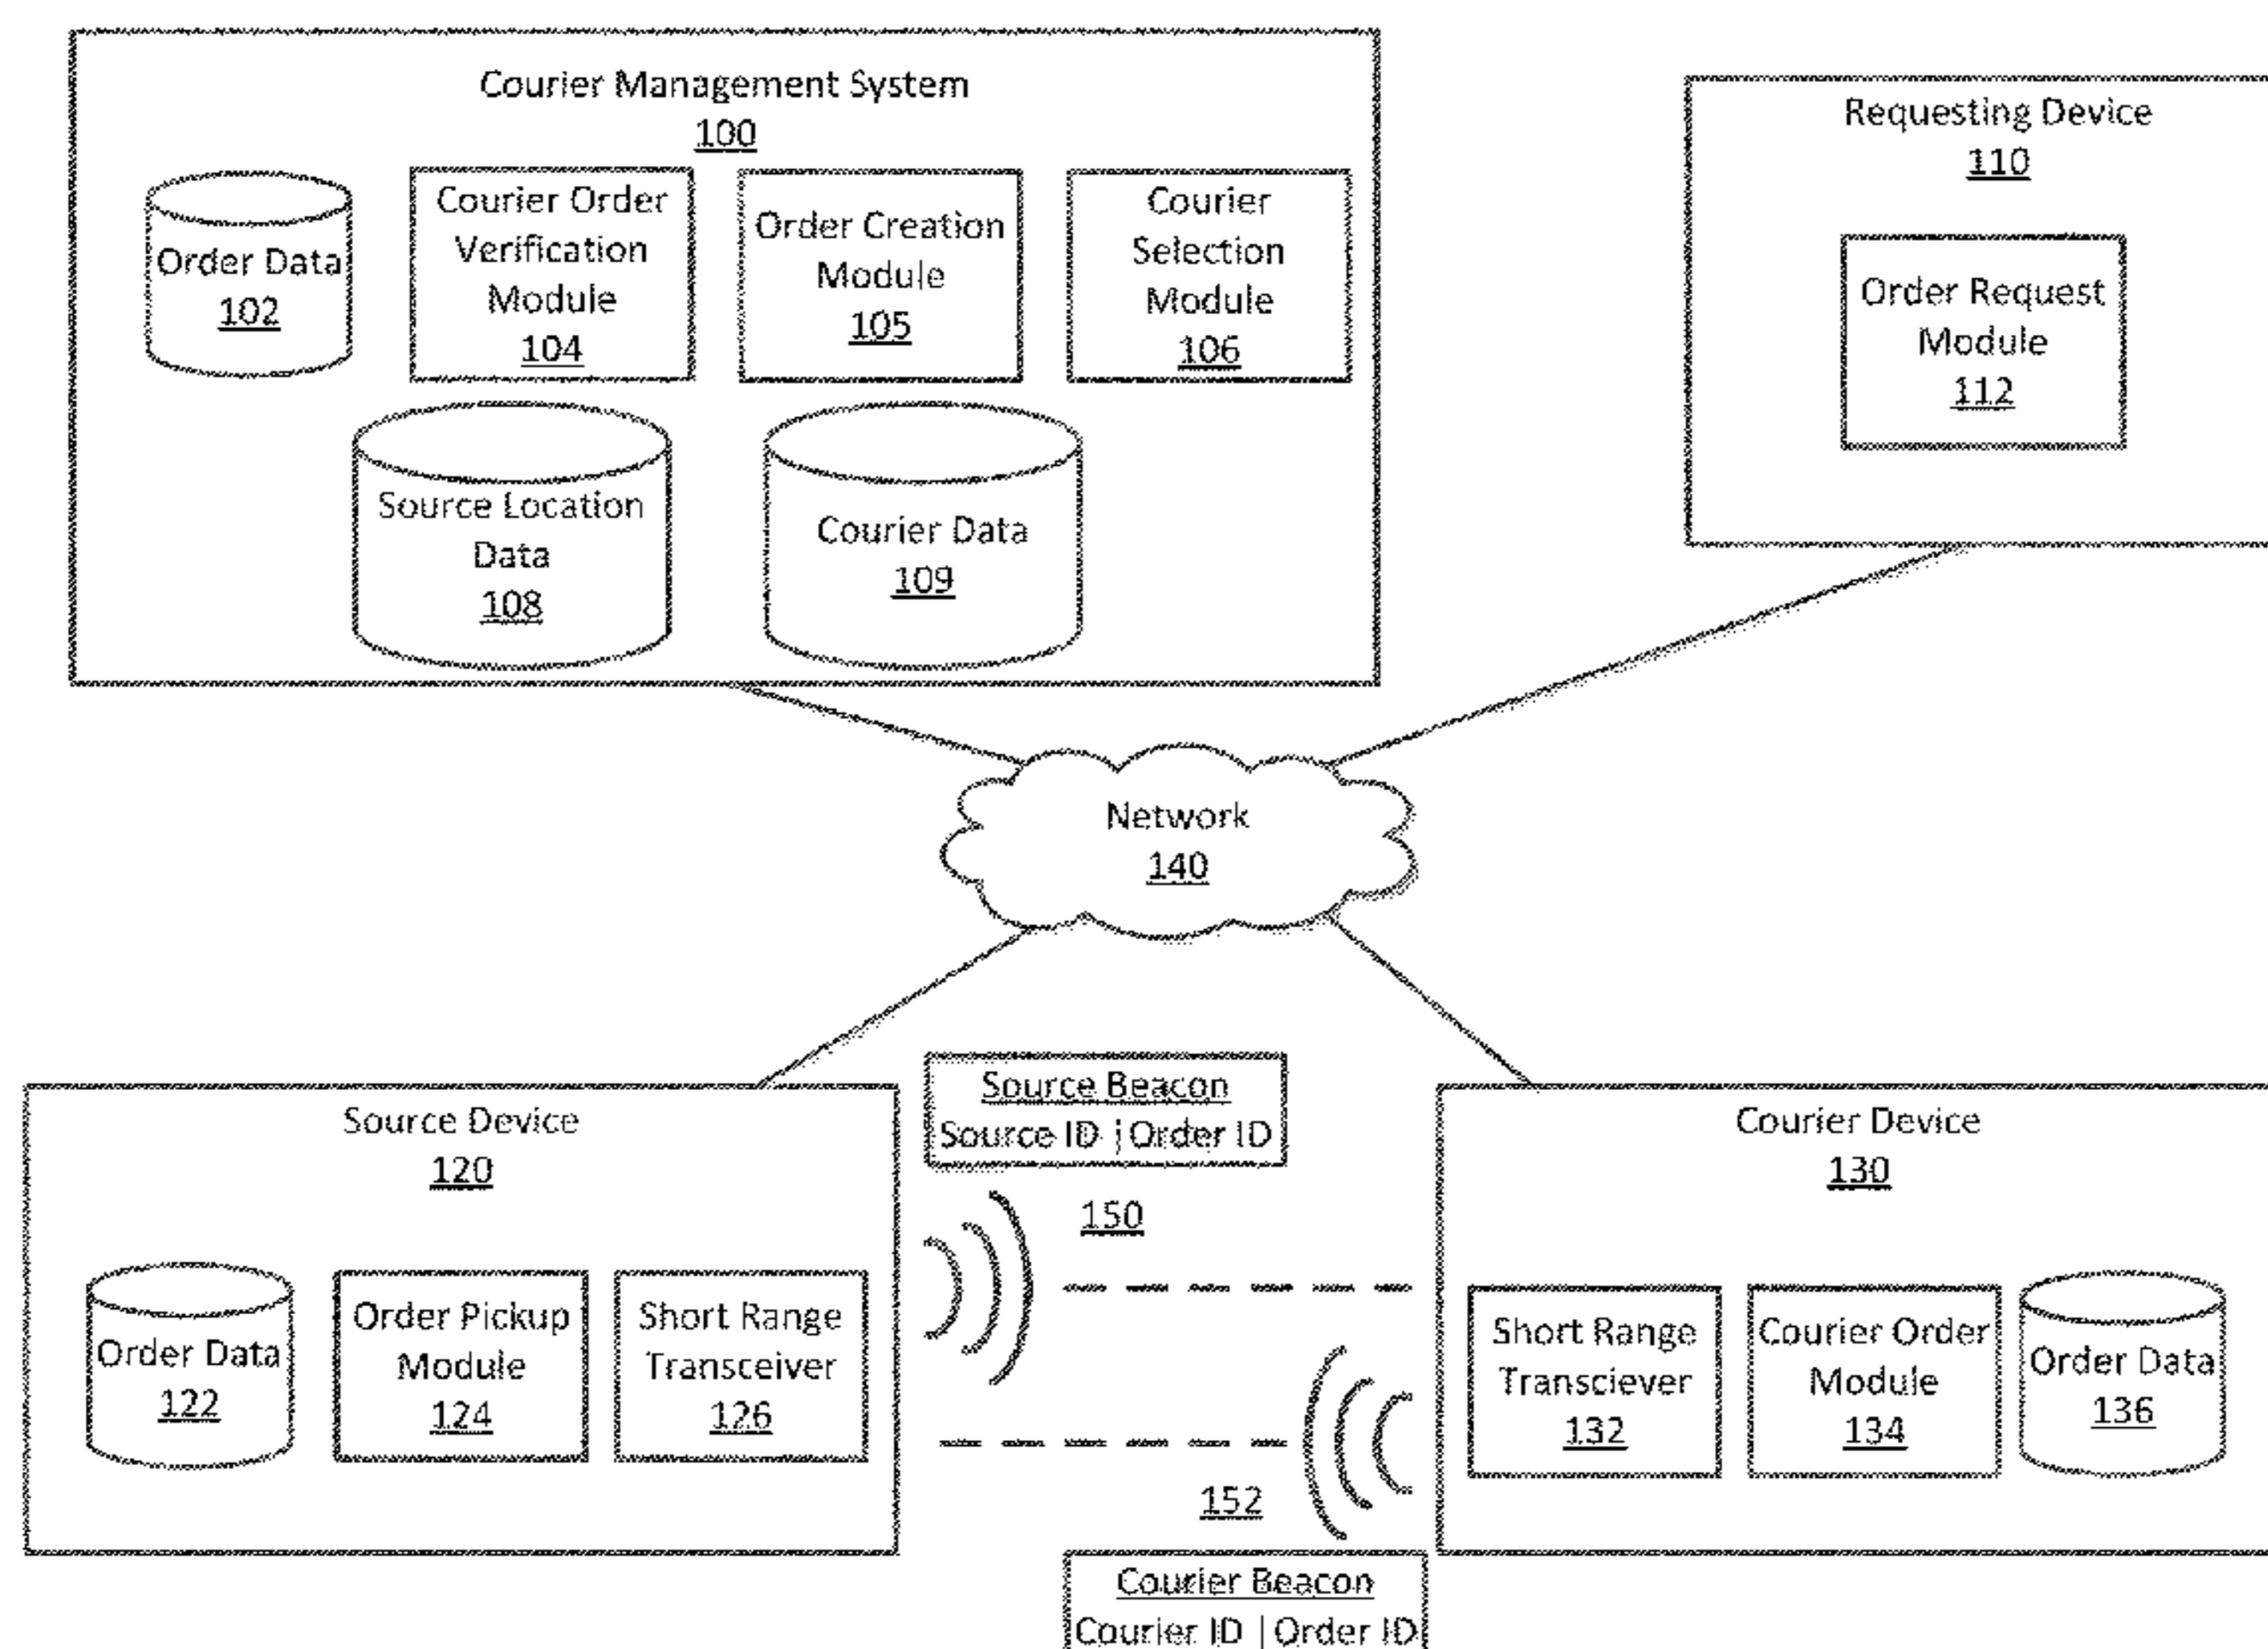 Courier Management System
100
Order Data
102
Courier Order
Verification
Module
104
Order Creation
Module
105
Courier
Selection
Module
106
Source Location
Data
108
Courier Data
109
Requesting Device
110
Order Request
Module
112
Network
140
Source Device
120
Order Data
122
Order Pickup
Module
124
Short Range
Transceiver
126
Source Beacon
Source ID | Order ID
150
152
Courier Beacon
Courier ID | Order ID
Courier Device
130
Short Range
Transciever
132
Courier Order
Module
134
Order Data
136